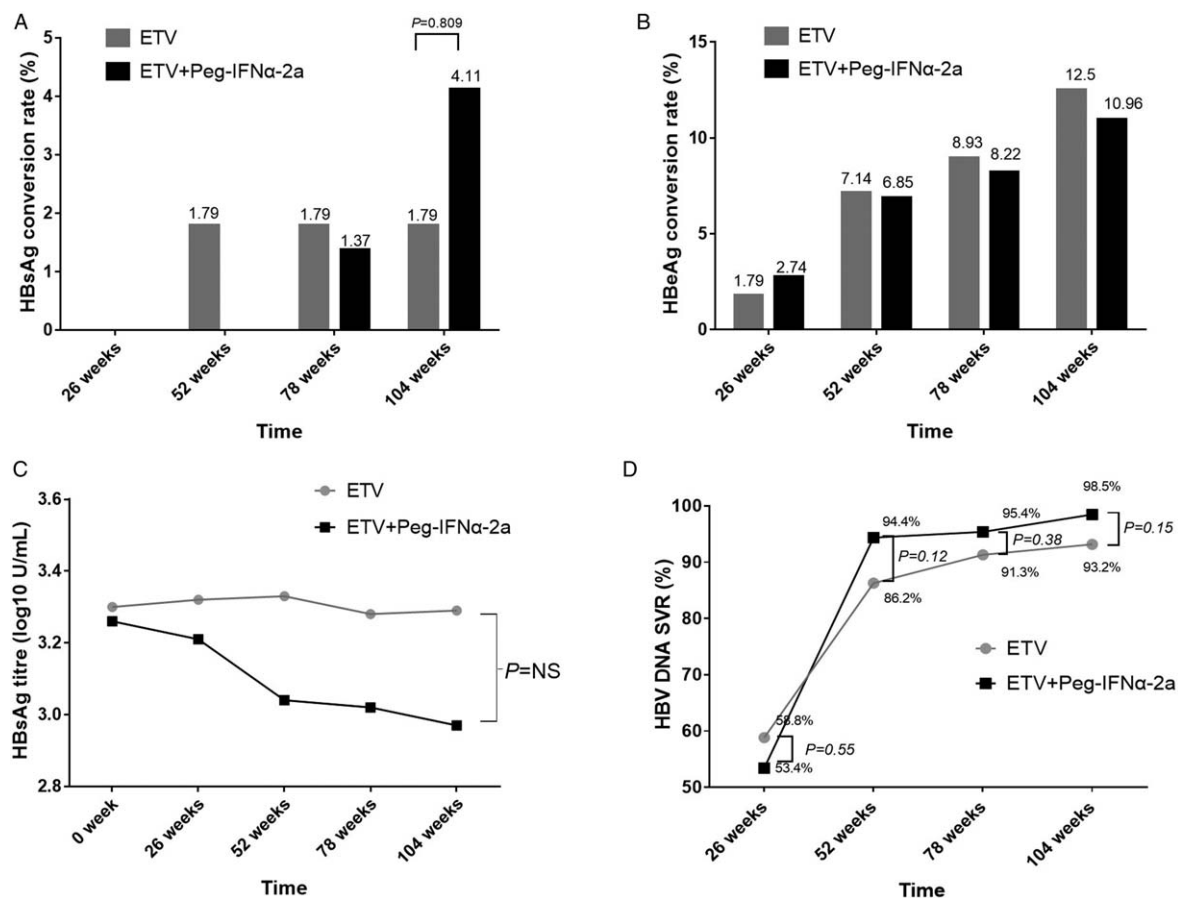 A
P=0.809
HBsAg conversion rate (%)
5
4
3
2
1
0
ETV
ETV+Peg-IFNα-2a
1.79
1.79
1.37
1.79
4.11
26 weeks
52 weeks
78 weeks
104 weeks
Time
B
HBeAg conversion rate (%)
15
10
5
0
ETV
ETV+Peg-IFNα-2a
1.79
2.74
7.14
6.85
8.93
8.22
12.5
10.96
26 weeks
52 weeks
78 weeks
104 weeks
Time
C
HBsAg titre (log10 U/mL)
3.6
3.4
3.2
3.0
2.8
ETV
ETV+Peg-IFNα-2a
P=NS
0 week
26 weeks
52 weeks
78 weeks
104 weeks
Time
D
HBV DNA SVR (%)
100
90
80
70
60
50
94.4%
95.4%
98.5%
P=0.12
P=0.38
P=0.15
86.2%
91.3%
93.2%
ETV
ETV+Peg-IFNα-2a
58.8%
P=0.55
53.4%
26 weeks
52 weeks
78 weeks
104 weeks
Time